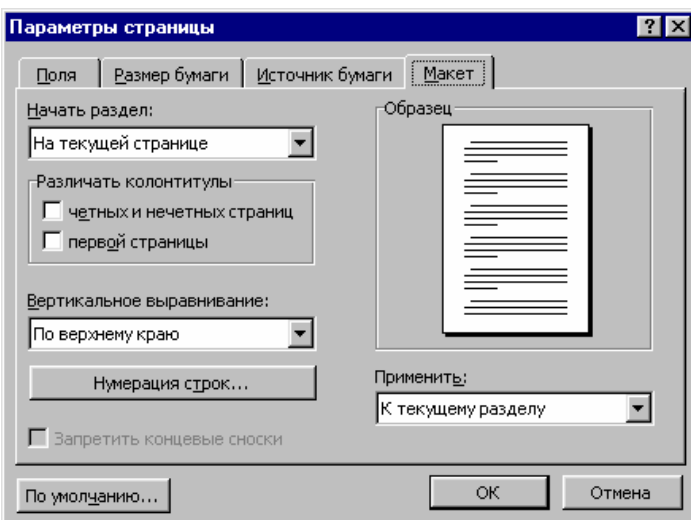 Параметры страницы
Поля Размер бумаги Источник бумаги Макет
Начать раздел:
На текущей странице
Различать колонтитулы
четных и нечетных страниц
первой страницы
Вертикальное выравнивание:
По верхнему краю
Нумерация строк...
Запретить концевые сноски
Образец
Применить:
К текущему разделу
По умолчанию...
ОК
Отмена